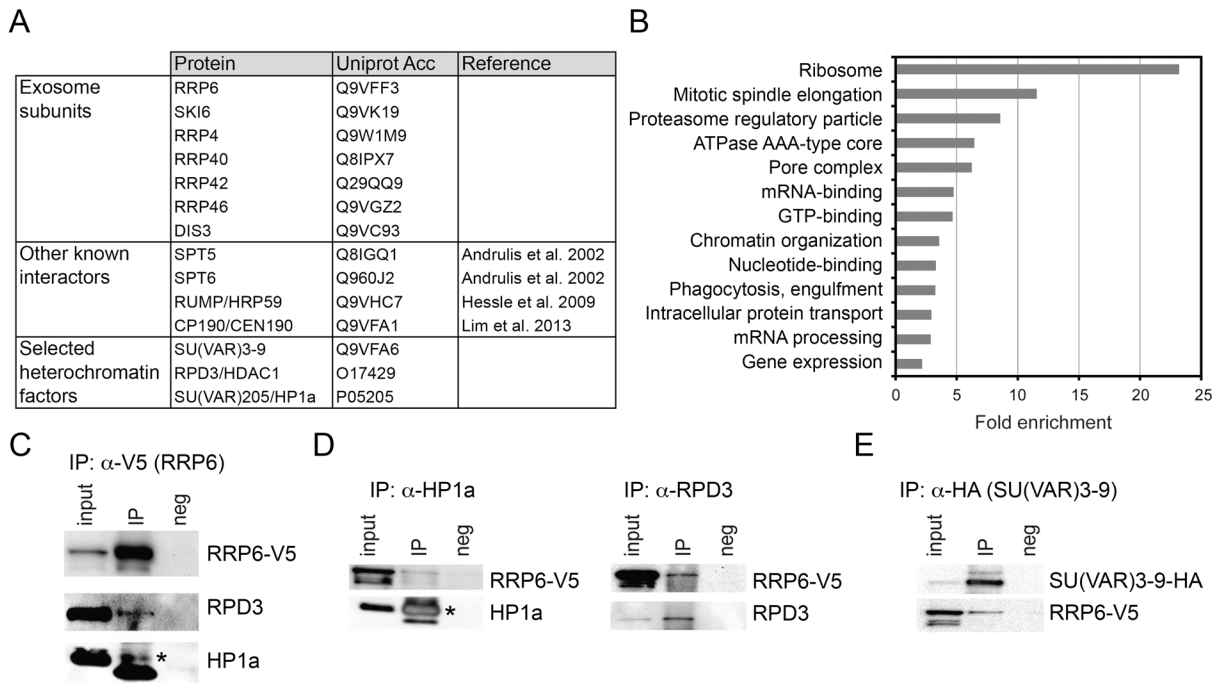 A
Protein Uniprot Acc Reference
Exosome subunits
RRP6 Q9VFF3
SKI6 Q9VK19
RRP4 Q9W1M9
RRP40 Q8IPX7
RRP42 Q29QQ9
RRP46 Q9VGZ2
DIS3 Q9VC93
Other known interactors
SPT5 Q8IGQ1 Andrulis et al. 2002
SPT6 Q960J2 Andrulis et al. 2002
RUMP/HRP59 Q9VHC7 Hessle et al. 2009
CP190/CEN190 Q9VFA1 Lim et al. 2013
Selected heterochromatin factors
SU(VAR)3-9 Q9VFA6
RPD3/HDAC1 O17429
SU(VAR)205/HP1a P05205
B
Ribosome
Mitotic spindle elongation
Proteasome regulatory particle
ATPase AAA-type core
Pore complex
mRNA-binding
GTP-binding
Chromatin organization
Nucleotide-binding
Phagocytosis, engulfment
Intracellular protein transport
mRNA processing
Gene expression
0 5 10 15 20 25
Fold enrichment
C
IP: α-V5 (RRP6)
input IP neg
RRP6-V5
RPD3
* HP1a
D
IP: α-HP1a
input IP neg
RRP6-V5
* HP1a
IP: α-RPD3
input IP neg
RRP6-V5
RPD3
E
IP: α-HA (SU(VAR)3-9)
input IP neg
SU(VAR)3-9-HA
RRP6-V5